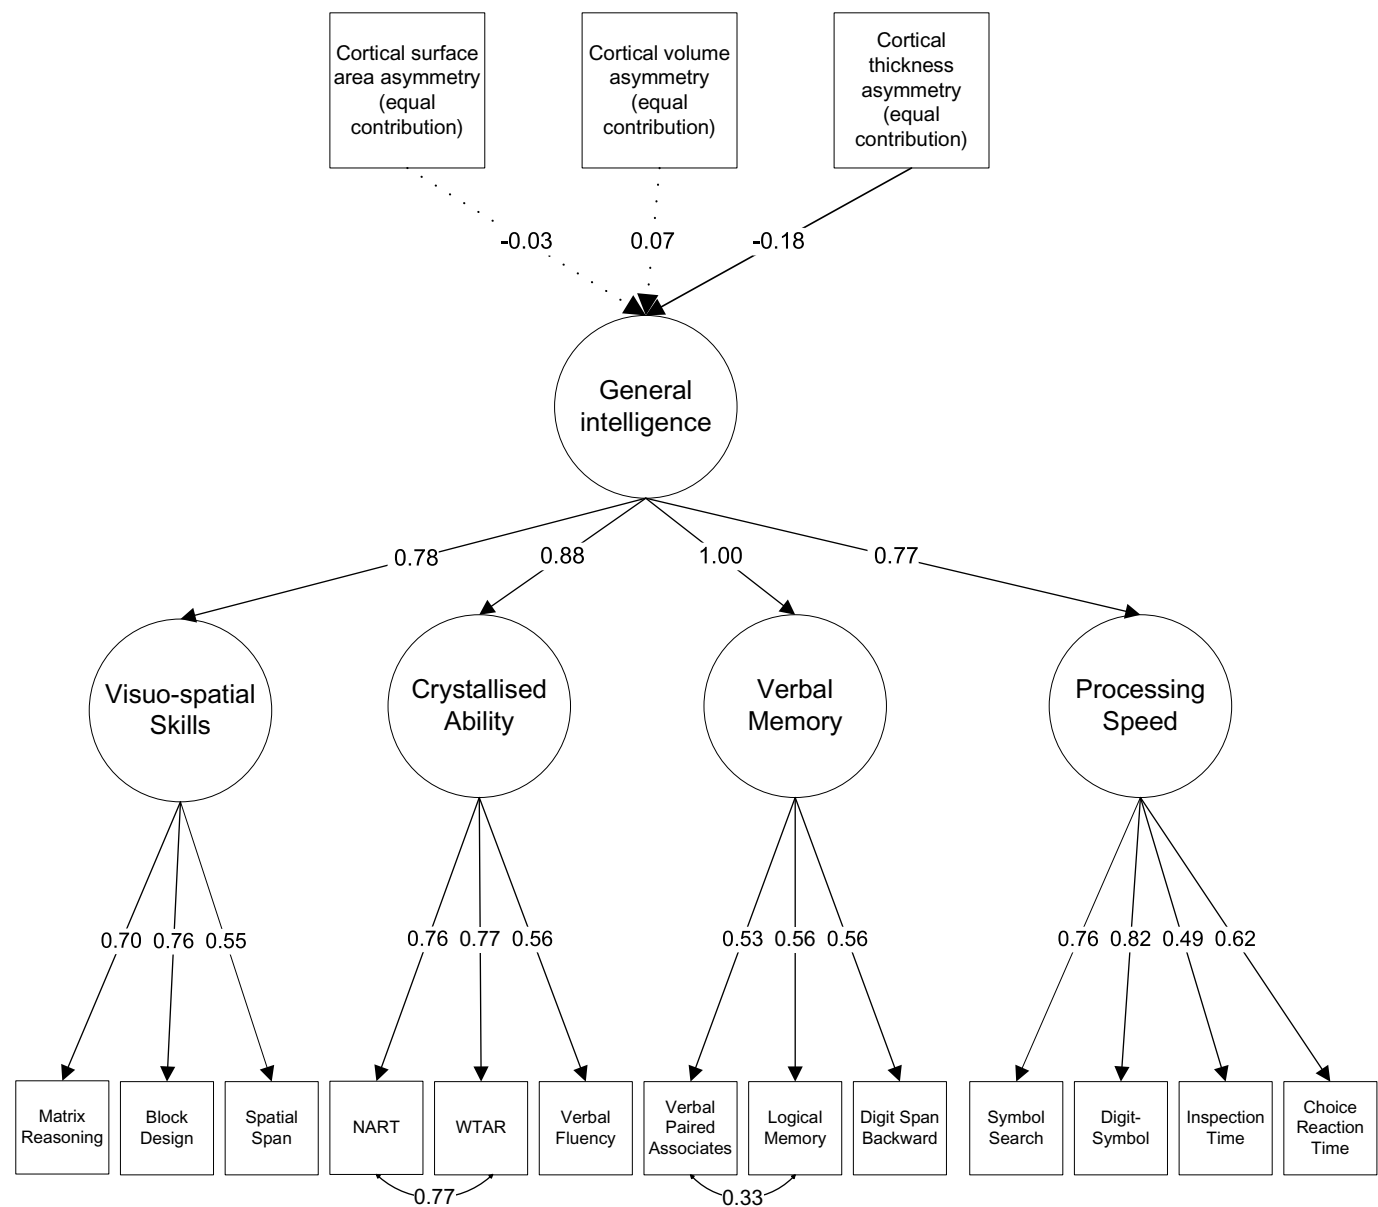 Cortical surface
area asymmetry
(equal
contribution)
Cortical volume
asymmetry
(equal
contribution)
Cortical
thickness
asymmetry
(equal
contribution)
-0.03
0.07
-0.18
General
intelligence
0.78
0.88
1.00
0.77
Visuo-spatial
Skills
Crystallised
Ability
Verbal
Memory
Processing
Speed
0.70
0.76
0.55
0.76
0.77
0.56
0.53
0.56
0.56
0.76
0.82
0.49
0.62
Matrix
Reasoning
Block
Design
Spatial
Span
NART
WTAR
Verbal
Fluency
Verbal
Paired
Associates
Logical
Memory
Digit Span
Backward
Symbol
Search
Digit-
Symbol
Inspection
Time
Choice
Reaction
Time
0.77
0.33